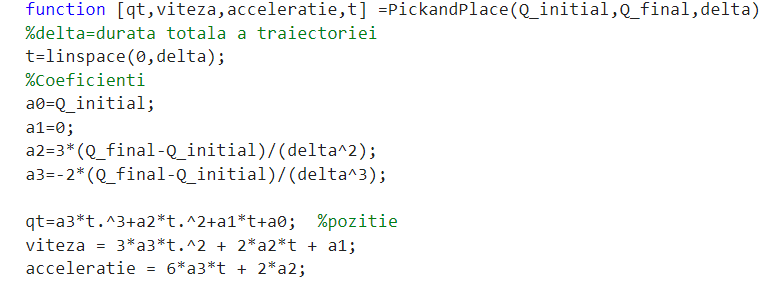 function [qt,viteza,acceleratie,t] =PickandPlace(Q_initial,Q_final,delta)
%delta=durata totala a traiectoriei
t=linspace(0,delta);
%Coeficienti
a0=Q_initial;
a1=0;
a2=3*(Q_final-Q_initial)/(delta^2);
a3=-2*(Q_final-Q_initial)/(delta^3);
qt=a3*t.^3+a2*t.^2+a1*t+a0;  %pozitie
viteza = 3*a3*t.^2 + 2*a2*t + a1;
acceleratie = 6*a3*t + 2*a2;